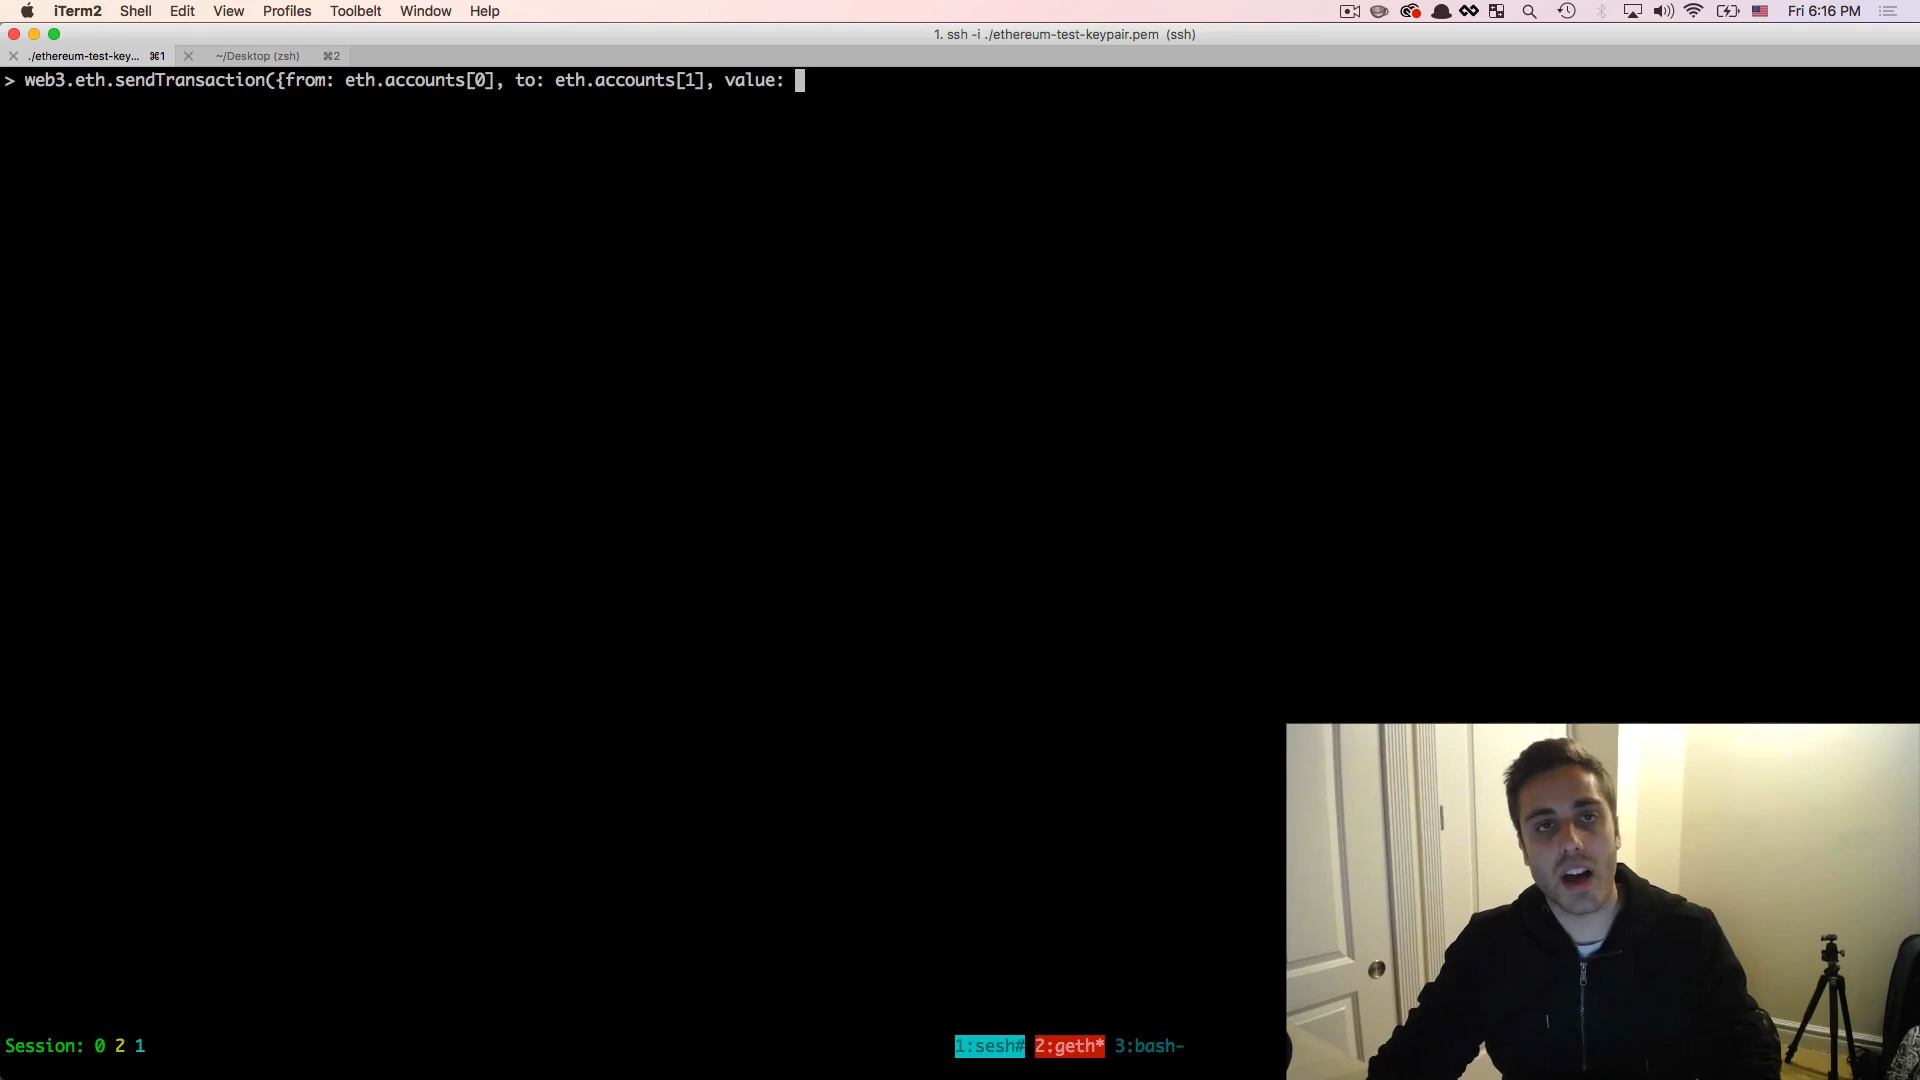 iTerm2 Shell Edit View Profiles Toolbelt Window Help Fri 6:16 PM
1. ssh -i ./ethereum-test-keypair.pem (ssh)
./ethereum-test-key... ⌘1 ~/Desktop (zsh) ⌘2
> web3.eth.sendTransaction({from: eth.accounts[0], to: eth.accounts[1], value:
Session: 0 2 1 1:sesh# 2:geth* 3:bash-